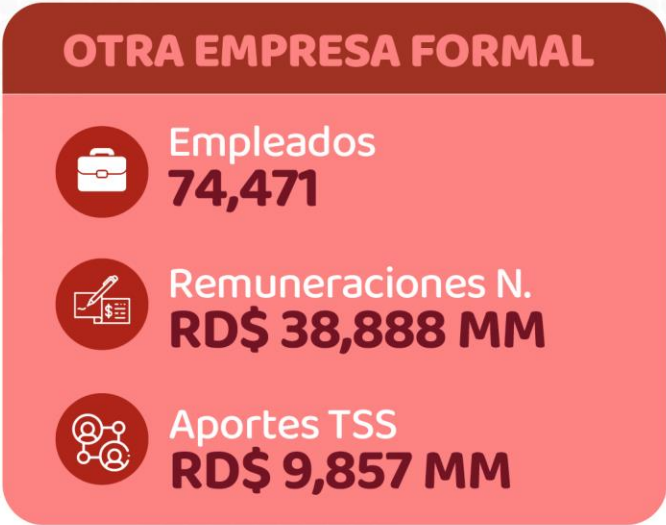 OTRA EMPRESA FORMAL
Empleados
74,471
Remuneraciones N.
RD$ 38,888 MM
Aportes TSS
RD$ 9,857 MM